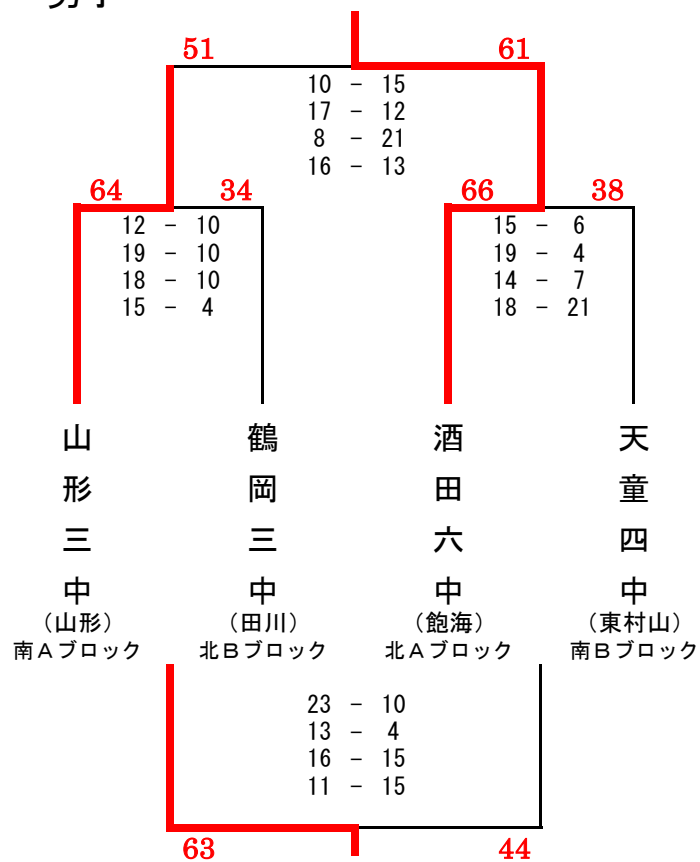 51 61
10 － 15
17 － 12
8 － 21
16 － 13
64 34 66 38
12 － 10
19 － 10
18 － 10
15 － 4
15 － 6
19 － 4
14 － 7
18 － 21
山形三中
（山形）
南Ａブロック
鶴岡三中
（田川）
北Ｂブロック
酒田六中
（飽海）
北Ａブロック
天童四中
（東村山）
南Ｂブロック
23 － 10
13 － 4
16 － 15
11 － 15
63 44